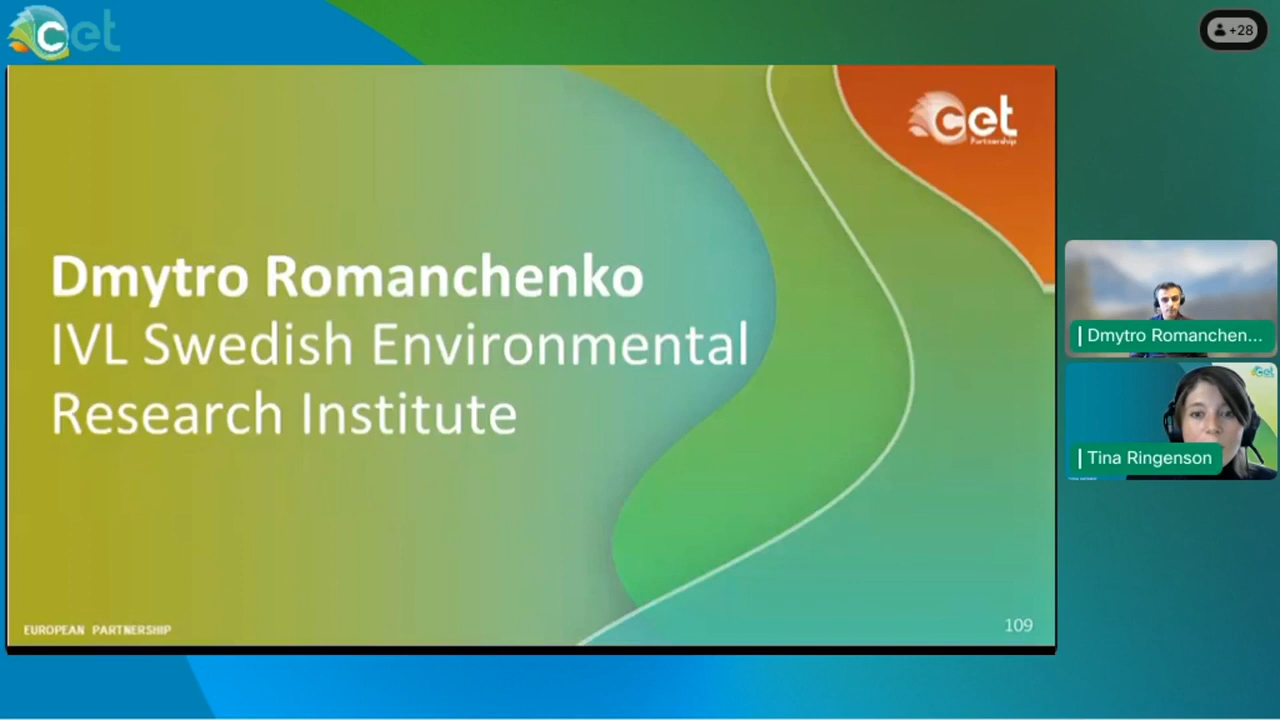 cet
+28
cet
Partnership
Dmytro Romanchenko
IVL Swedish Environmental
Research Institute
Dmytro Romanchen...
Tina Ringenson
EUROPEAN PARTNERSHIP
109